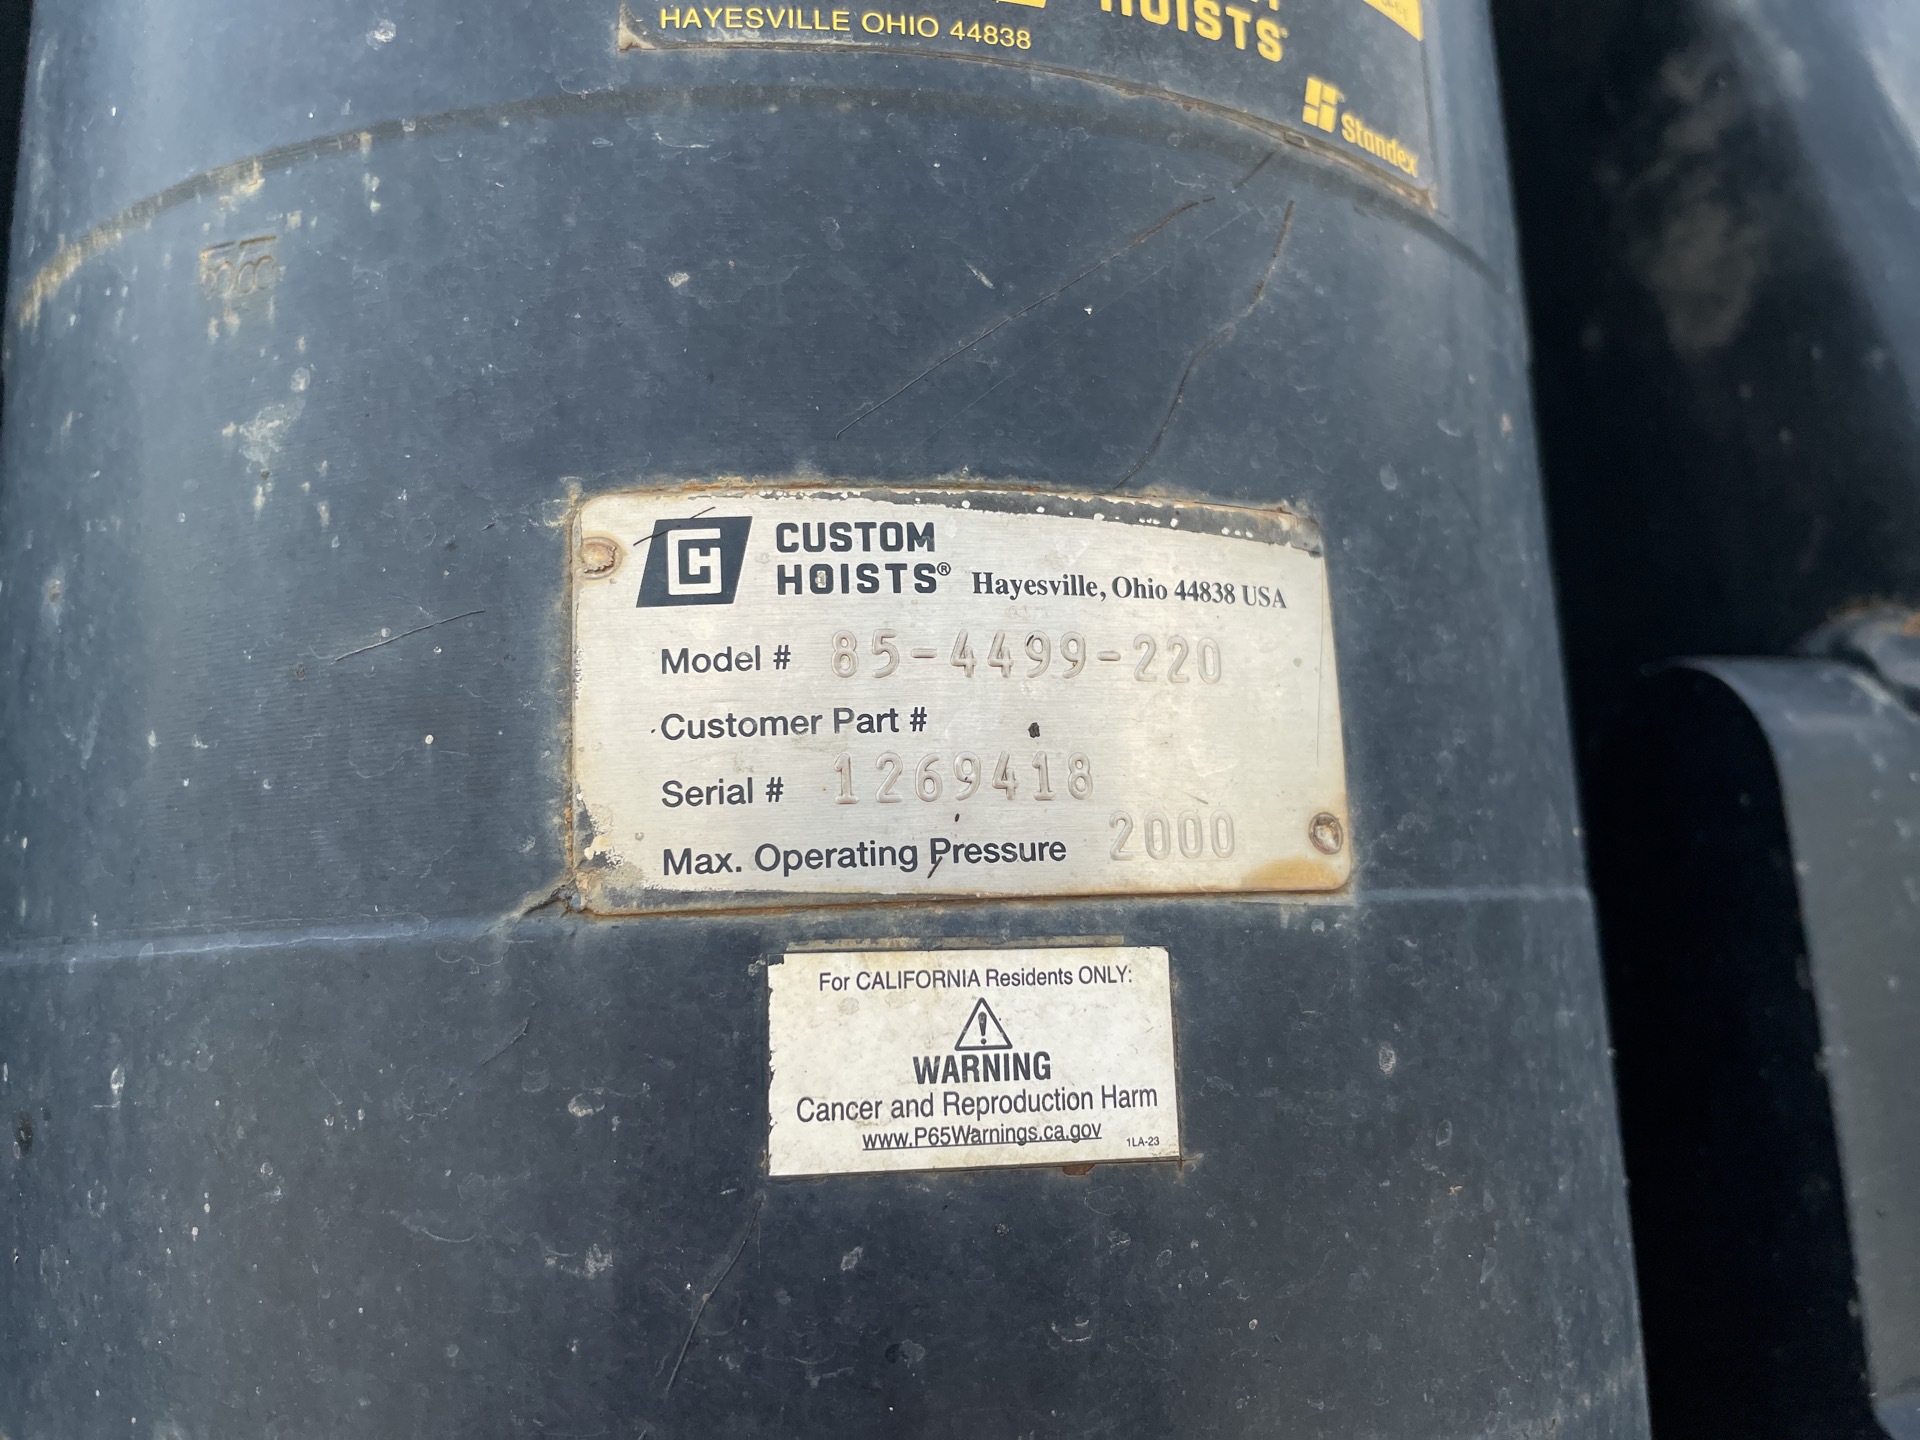 HAYESVILLE OHIO 44838
HOISTS
Standex
CUSTOM
HOISTS® Hayesville, Ohio 44838 USA
Model # 85-4499-220
Customer Part #
Serial # 1269418
Max. Operating Pressure 2000
For CALIFORNIA Residents ONLY:
WARNING
Cancer and Reproduction Harm
www.P65Warnings.ca.gov 1LA-23